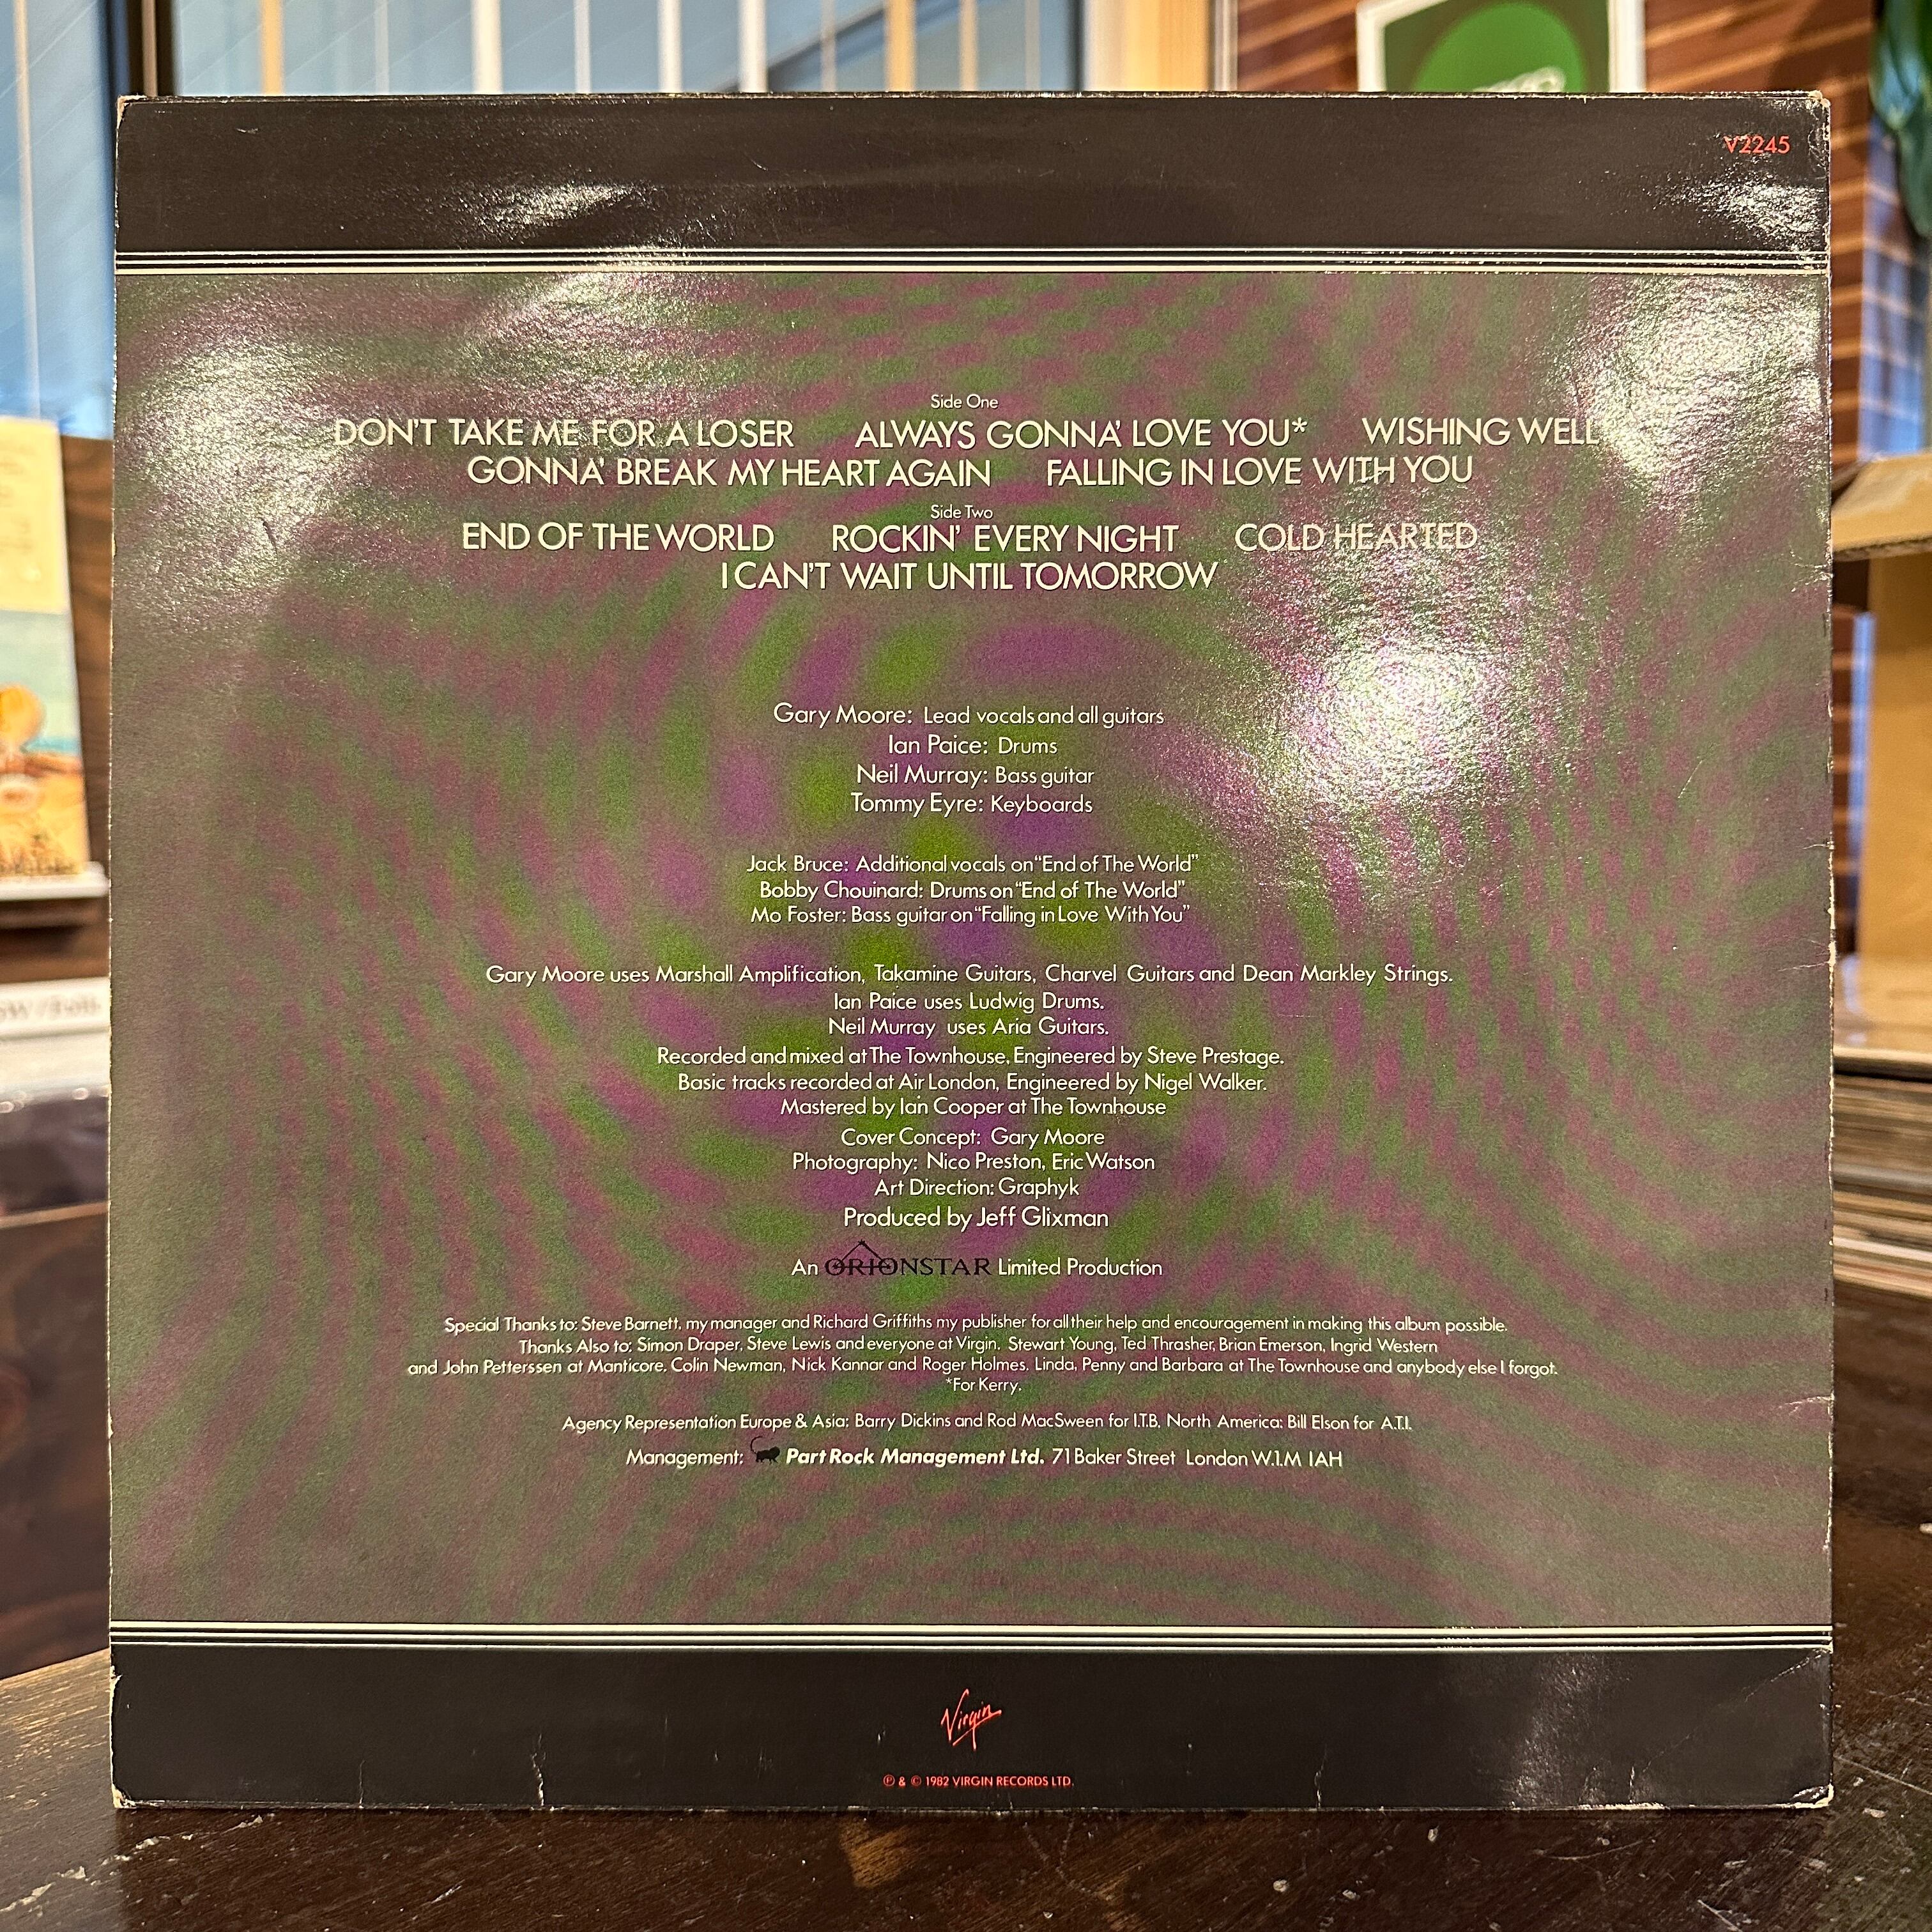 V2245
Side One
DON'T TAKE ME FOR A LOSER ALWAYS GONNA' LOVE YOU* WISHING WELL
GONNA' BREAK MY HEART AGAIN FALLING IN LOVE WITH YOU
Side Two
END OF THE WORLD ROCKIN' EVERY NIGHT COLD HEARTED
I CAN'T WAIT UNTIL TOMORROW
Gary Moore: Lead vocals and all guitars
Ian Paice: Drums
Neil Murray: Bass guitar
Tommy Eyre: Keyboards
Jack Bruce: Additional vocals on "End of The World"
Bobby Chouinard: Drums on "End of The World"
Mo Foster: Bass guitar on "Falling in Love With You"
Gary Moore uses Marshall Amplification, Takamine Guitars, Charvel Guitars and Dean Markley Strings.
Ian Paice uses Ludwig Drums.
Neil Murray uses Aria Guitars.
Recorded and mixed at The Townhouse, Engineered by Steve Prestage.
Basic tracks recorded at Air London, Engineered by Nigel Walker.
Mastered by Ian Cooper at The Townhouse
Cover Concept: Gary Moore
Photography: Nico Preston, Eric Watson
Art Direction: Graphyk
Produced by Jeff Glixman
An ORIONSTAR Limited Production
Special Thanks to: Steve Barnett, my manager and Richard Griffiths my publisher for all their help and encouragement in making this album possible.
Thanks Also to: Simon Draper, Steve Lewis and everyone at Virgin. Stewart Young, Ted Thrasher, Brian Emerson, Ingrid Western
and John Petterssen at Manticore. Colin Newman, Nick Kannar and Roger Holmes. Linda, Penny and Barbara at The Townhouse and anybody else I forgot.
*For Kerry.
Agency Representation Europe & Asia: Barry Dickins and Rod MacSween for I.T.B. North America: Bill Elson for A.T.I.
Management: Part Rock Management Ltd. 71 Baker Street London W.1.M 1AH
Virgin
℗ & © 1982 VIRGIN RECORDS LTD.